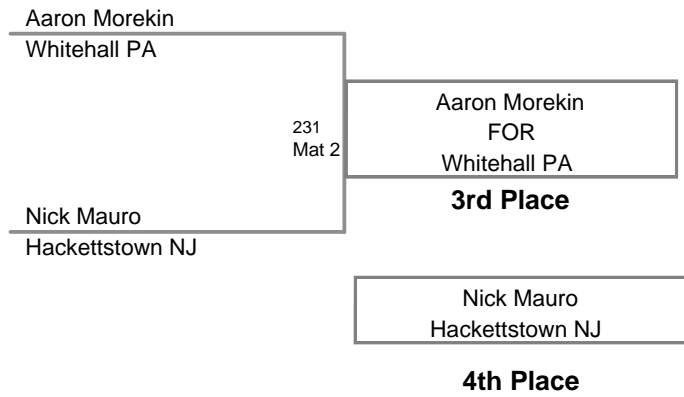 Aaron Morekin
Whitehall PA
231
Mat 2
Aaron Morekin
FOR
Whitehall PA
3rd Place
Nick Mauro
Hackettstown NJ
Nick Mauro
Hackettstown NJ
4th Place